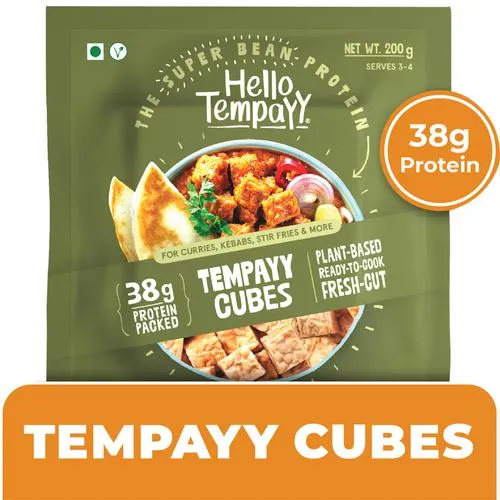 THE SUPER BEAN PROTEIN
Hello
TempaYY®
NET WT. 200 g
SERVES 3-4
38g
Protein
FOR CURRIES, KEBABS, STIR FRIES & MORE
38g
PROTEIN
PACKED
TEMPAYY
CUBES
PLANT-BASED
READY-TO-COOK
FRESH-CUT
TEMPAYY CUBES